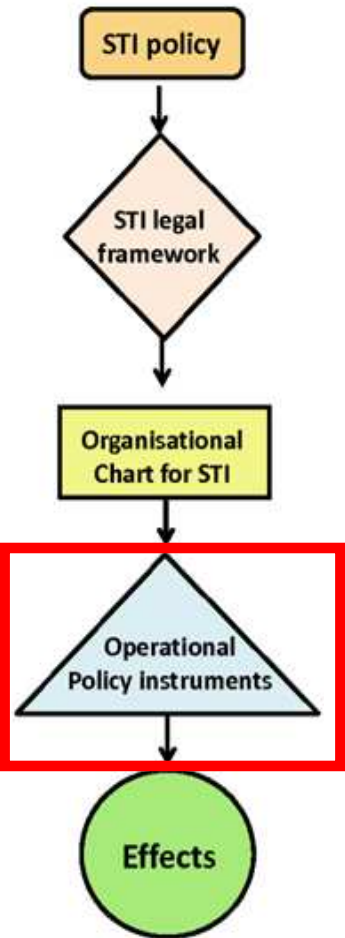 STI policy
STI legal
framework
Organisational
Chart for STI
Operational
Policy instruments
Effects